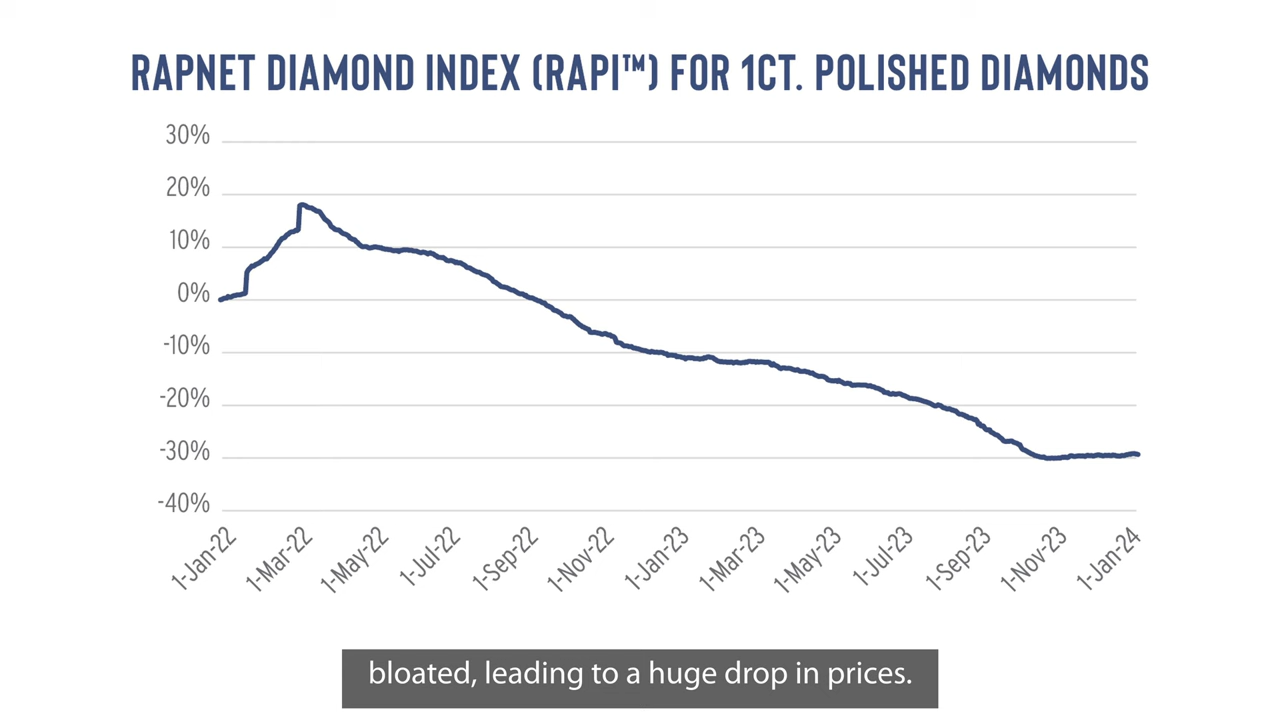 RAPNET DIAMOND INDEX (RAPI™) FOR 1CT. POLISHED DIAMONDS
30%
20%
10%
0%
-10%
-20%
-30%
-40%
1-Jan-22
1-Mar-22
1-May-22
1-Jul-22
1-Sep-22
1-Nov-22
1-Jan-23
1-Mar-23
1-May-23
1-Jul-23
1-Sep-23
1-Nov-23
1-Jan-24
bloated, leading to a huge drop in prices.